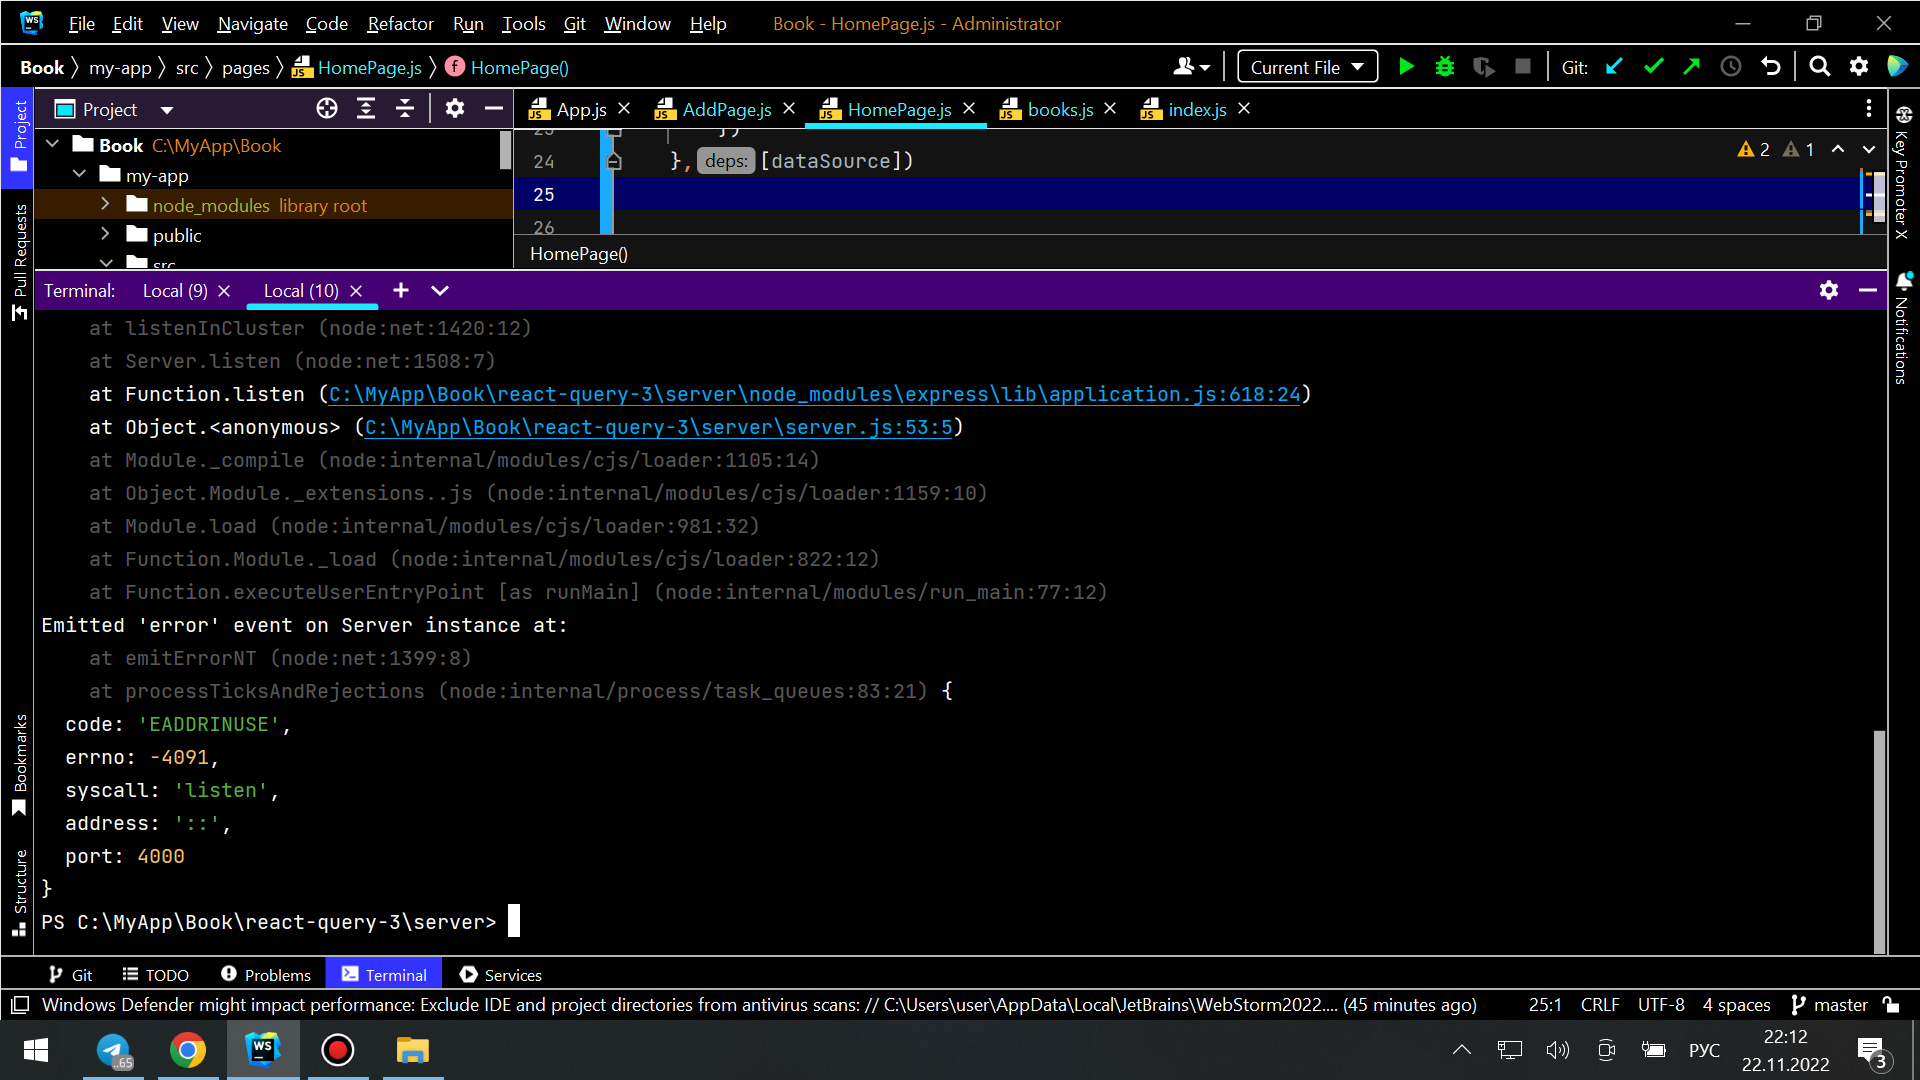 File Edit View Navigate Code Refactor Run Tools Git Window Help Book - HomePage.js - Administrator
Book my-app src pages HomePage.js HomePage() Current File Git:
Project
App.js AddPage.js HomePage.js books.js index.js
Book C:\MyApp\Book
my-app
node_modules library root
public
src
23 })
24 }, deps: [dataSource])
25
26
2 1
HomePage()
Project
Pull Requests
Bookmarks
Structure
Key Promoter X
Notifications
Terminal: Local (9) Local (10)
at listenInCluster (node:net:1420:12)
at Server.listen (node:net:1508:7)
at Function.listen (C:\MyApp\Book\react-query-3\server\node_modules\express\lib\application.js:618:24)
at Object.<anonymous> (C:\MyApp\Book\react-query-3\server\server.js:53:5)
at Module._compile (node:internal/modules/cjs/loader:1105:14)
at Object.Module._extensions..js (node:internal/modules/cjs/loader:1159:10)
at Module.load (node:internal/modules/cjs/loader:981:32)
at Function.Module._load (node:internal/modules/cjs/loader:822:12)
at Function.executeUserEntryPoint [as runMain] (node:internal/modules/run_main:77:12)
Emitted 'error' event on Server instance at:
at emitErrorNT (node:net:1399:8)
at processTicksAndRejections (node:internal/process/task_queues:83:21) {
code: 'EADDRINUSE',
errno: -4091,
syscall: 'listen',
address: '::',
port: 4000
}
PS C:\MyApp\Book\react-query-3\server>
Git TODO Problems Terminal Services
Windows Defender might impact performance: Exclude IDE and project directories from antivirus scans: // C:\Users\user\AppData\Local\JetBrains\WebStorm2022.... (45 minutes ago) 25:1 CRLF UTF-8 4 spaces master
..65
WS
РУС
22:12
22.11.2022
3